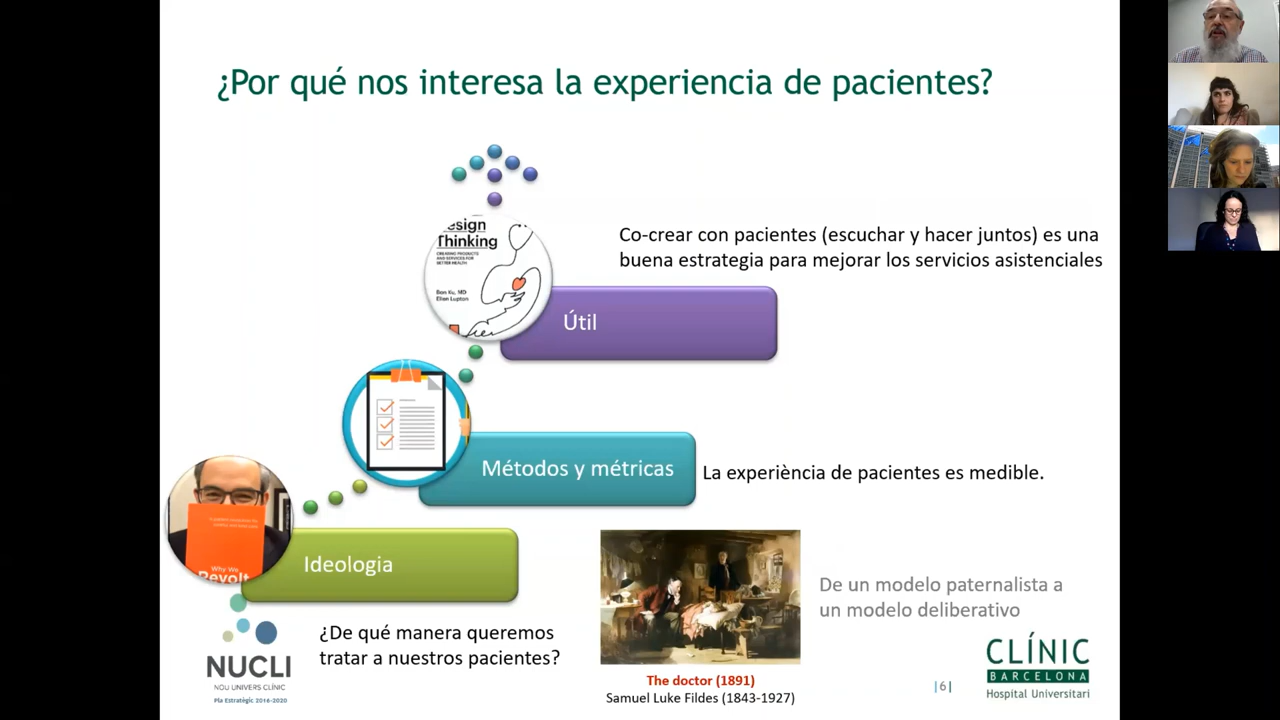 ¿Por qué nos interesa la experiencia de pacientes?
Design
Thinking
CREATING PRODUCTS
AND SERVICES FOR
BETTER HEALTH
Bon Ku, MD
Ellen Lupton
Co-crear con pacientes (escuchar y hacer juntos) es una
buena estrategia para mejorar los servicios asistenciales
Útil
Métodos y métricas
La experiència de pacientes es medible.
Why We
Revolt
Ideologia
¿De qué manera queremos
tratar a nuestros pacientes?
De un modelo paternalista a
un modelo deliberativo
The doctor (1891)
Samuel Luke Fildes (1843-1927)
NUCLI
NOU UNIVERS CLÍNIC
Pla Estratègic 2016-2020
|6|
CLÍNIC
BARCELONA
Hospital Universitari